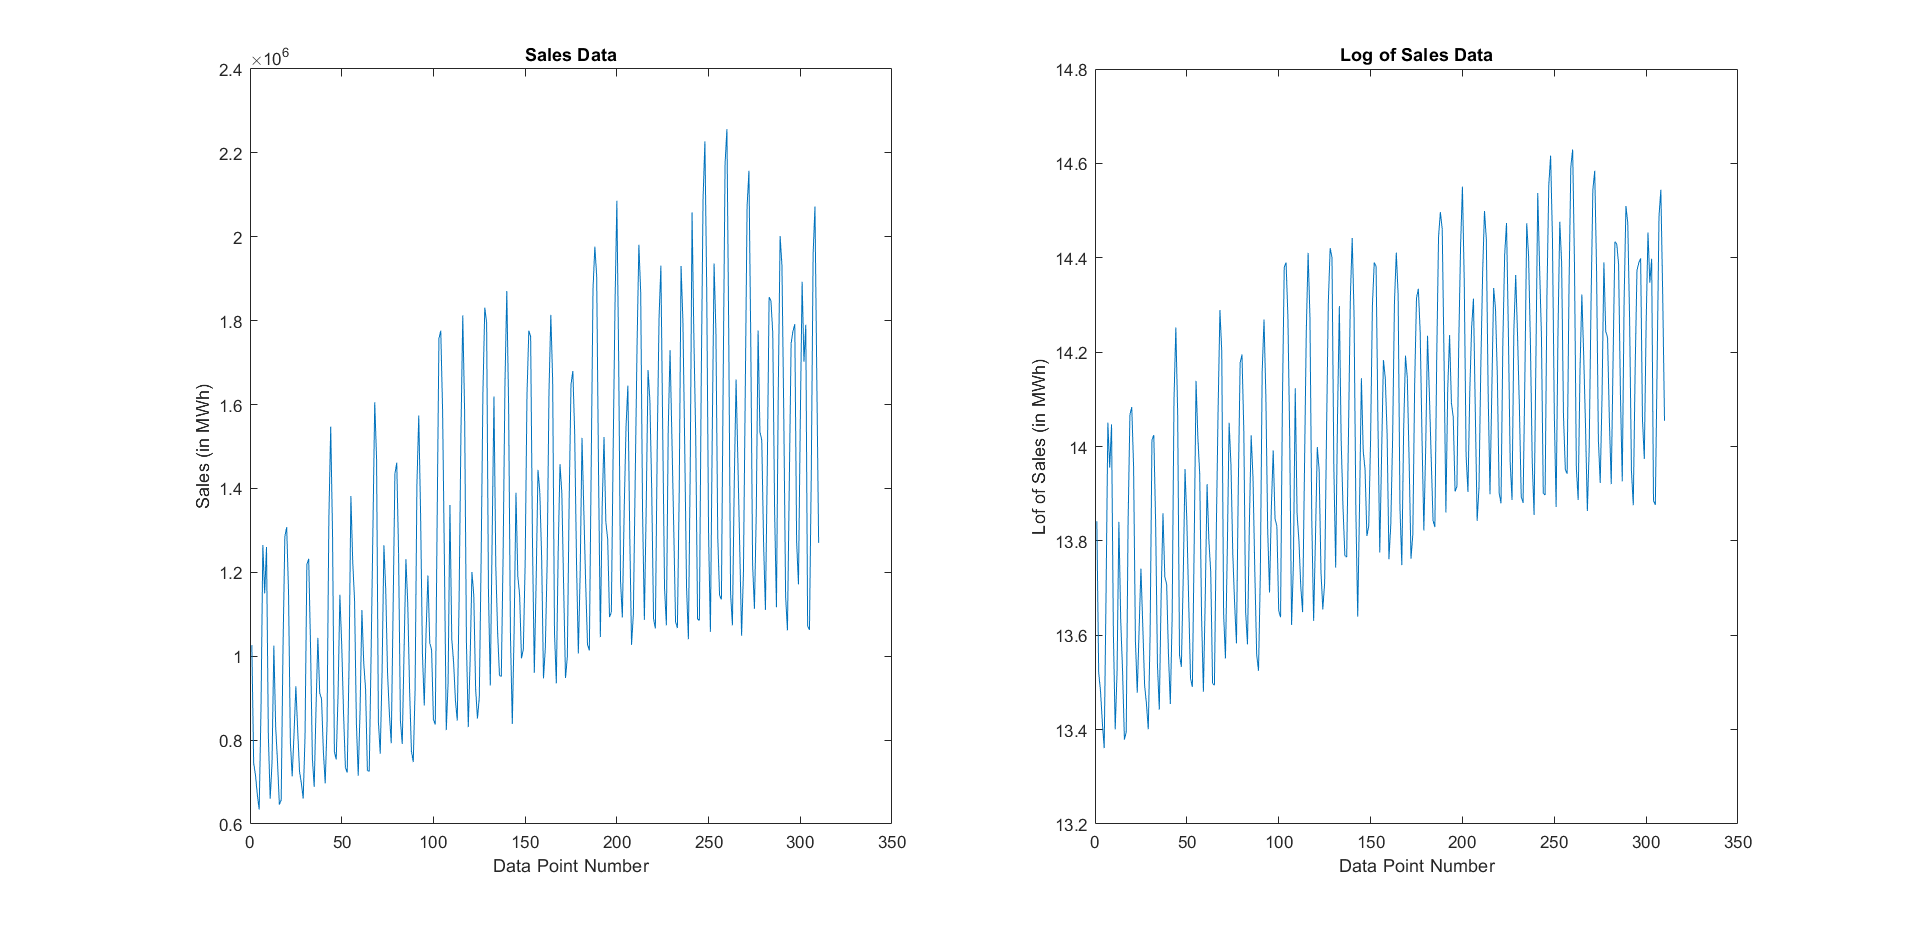 Sales Data
×10⁶
2.4
2.2
2
1.8
1.6
1.4
1.2
1
0.8
0.6
Sales (in MWh)
0 50 100 150 200 250 300 350
Data Point Number
Log of Sales Data
14.8
14.6
14.4
14.2
14
13.8
13.6
13.4
13.2
Lof of Sales (in MWh)
0 50 100 150 200 250 300 350
Data Point Number